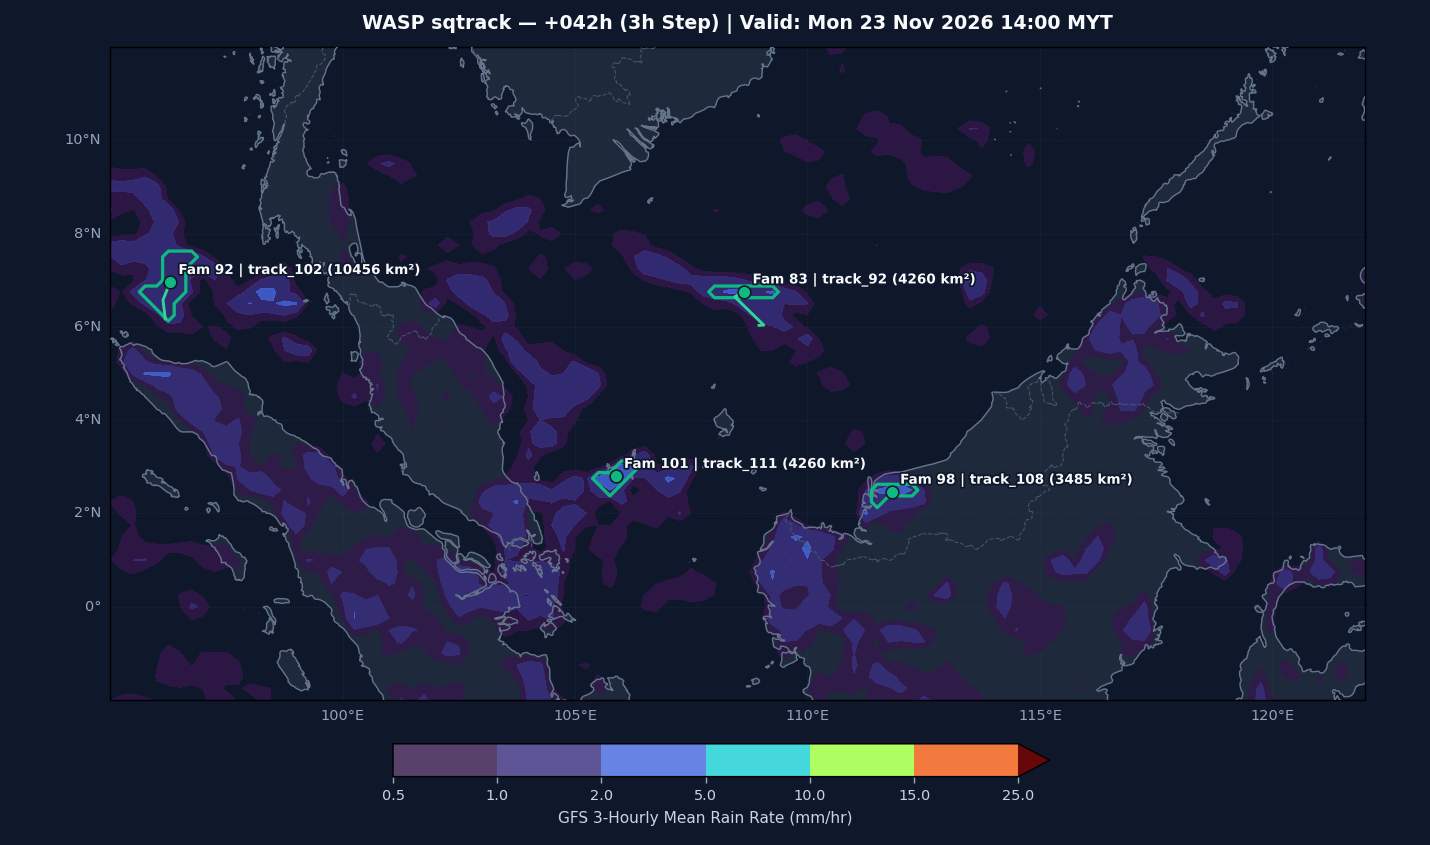 WASP sqtrack — +042h (3h Step) | Valid: Mon 23 Nov 2026 14:00 MYT
10°N
8°N
Fam 92 | track_102 (10456 km²)
Fam 83 | track_92 (4260 km²)
6°N
4°N
Fam 101 | track_111 (4260 km²)
Fam 98 | track_108 (3485 km²)
2°N
0°
100°E 105°E 110°E 115°E 120°E
0.5 1.0 2.0 5.0 10.0 15.0 25.0
GFS 3-Hourly Mean Rain Rate (mm/hr)